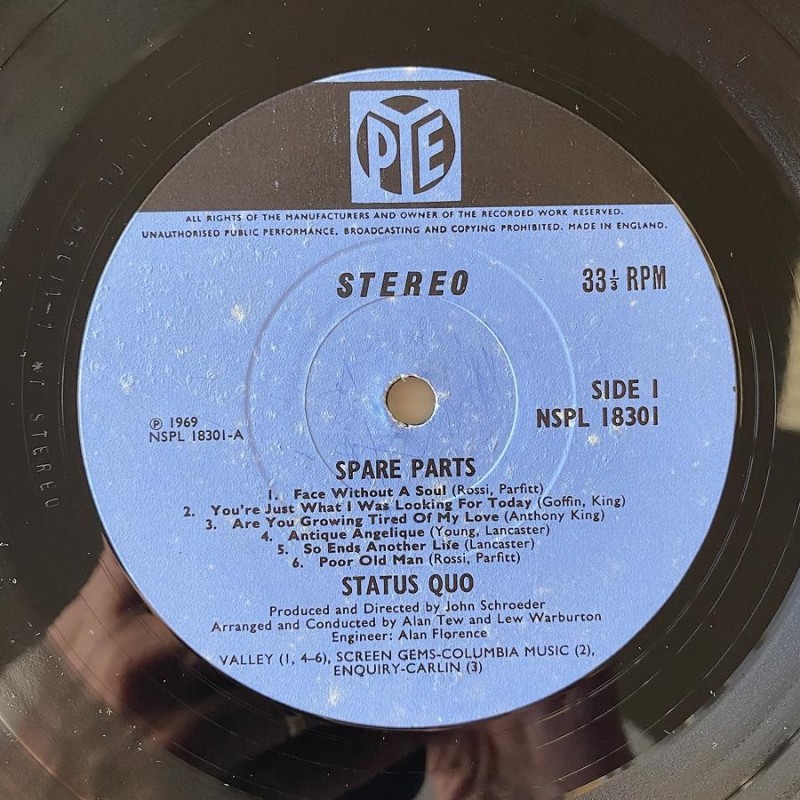 PYE
ALL RIGHTS OF THE MANUFACTURERS AND OWNER OF THE RECORDED WORK RESERVED.
UNAUTHORISED PUBLIC PERFORMANCE, BROADCASTING AND COPYING PROHIBITED. MADE IN ENGLAND.
STEREO
33⅓ RPM
SIDE 1
NSPL 18301
Ⓟ 1969
NSPL 18301-A
SPARE PARTS
1. Face Without A Soul (Rossi, Parfitt)
2. You're Just What I Was Looking For Today (Goffin, King)
3. Are You Growing Tired Of My Love (Anthony King)
4. Antique Angelique (Young, Lancaster)
5. So Ends Another Life (Lancaster)
6. Poor Old Man (Rossi, Parfitt)
STATUS QUO
Produced and Directed by John Schroeder
Arranged and Conducted by Alan Tew and Lew Warburton
Engineer: Alan Florence
VALLEY (1, 4–6), SCREEN GEMS-COLUMBIA MUSIC (2),
ENQUIRY-CARLIN (3)
STEREO